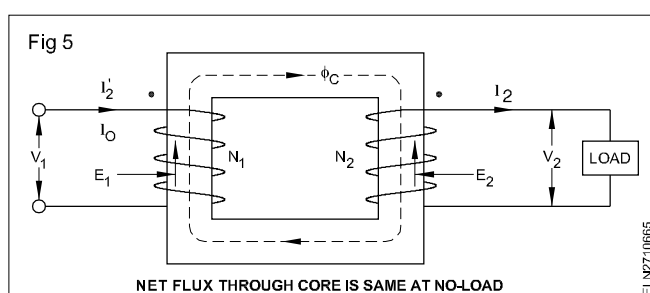 Fig 5
ϕC
I'2
I2
IO
V1
E1
N1
N2
E2
V2
LOAD
NET FLUX THROUGH CORE IS SAME AT NO-LOAD
ELN2710665